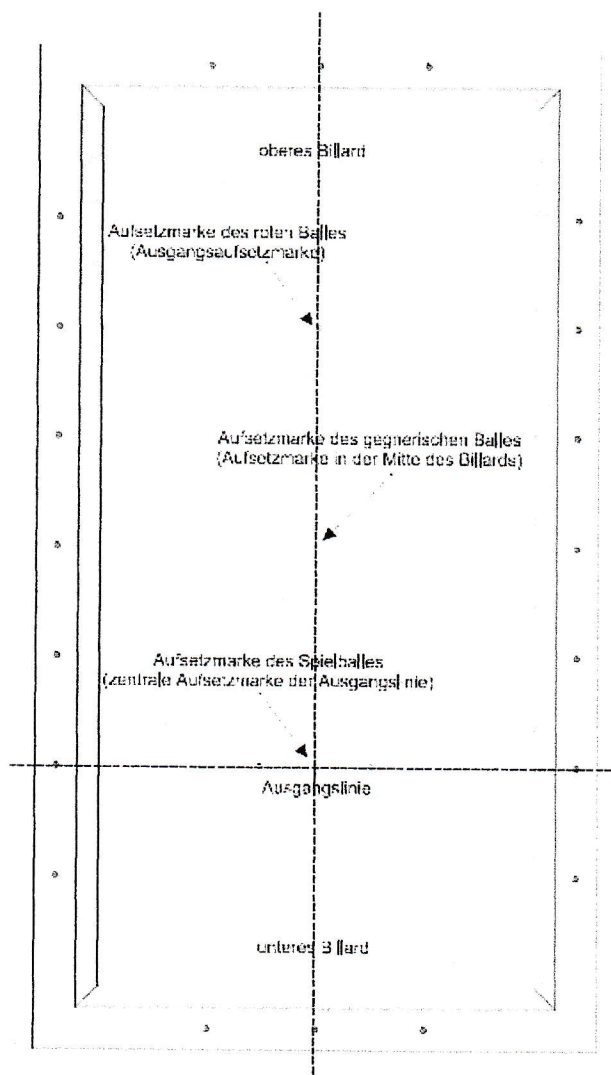 oberes Billard
Aufsetzmarke des roten Balles
(Ausgangsaufsetzmarke)
Aufsetzmarke des gegnerischen Balles
(Aufsetzmarke in der Mitte des Billards)
Aufsetzmarke des Spielballes
(zentrale Aufsetzmarke der Ausgangslinie)
Ausgangslinie
unteres Billard